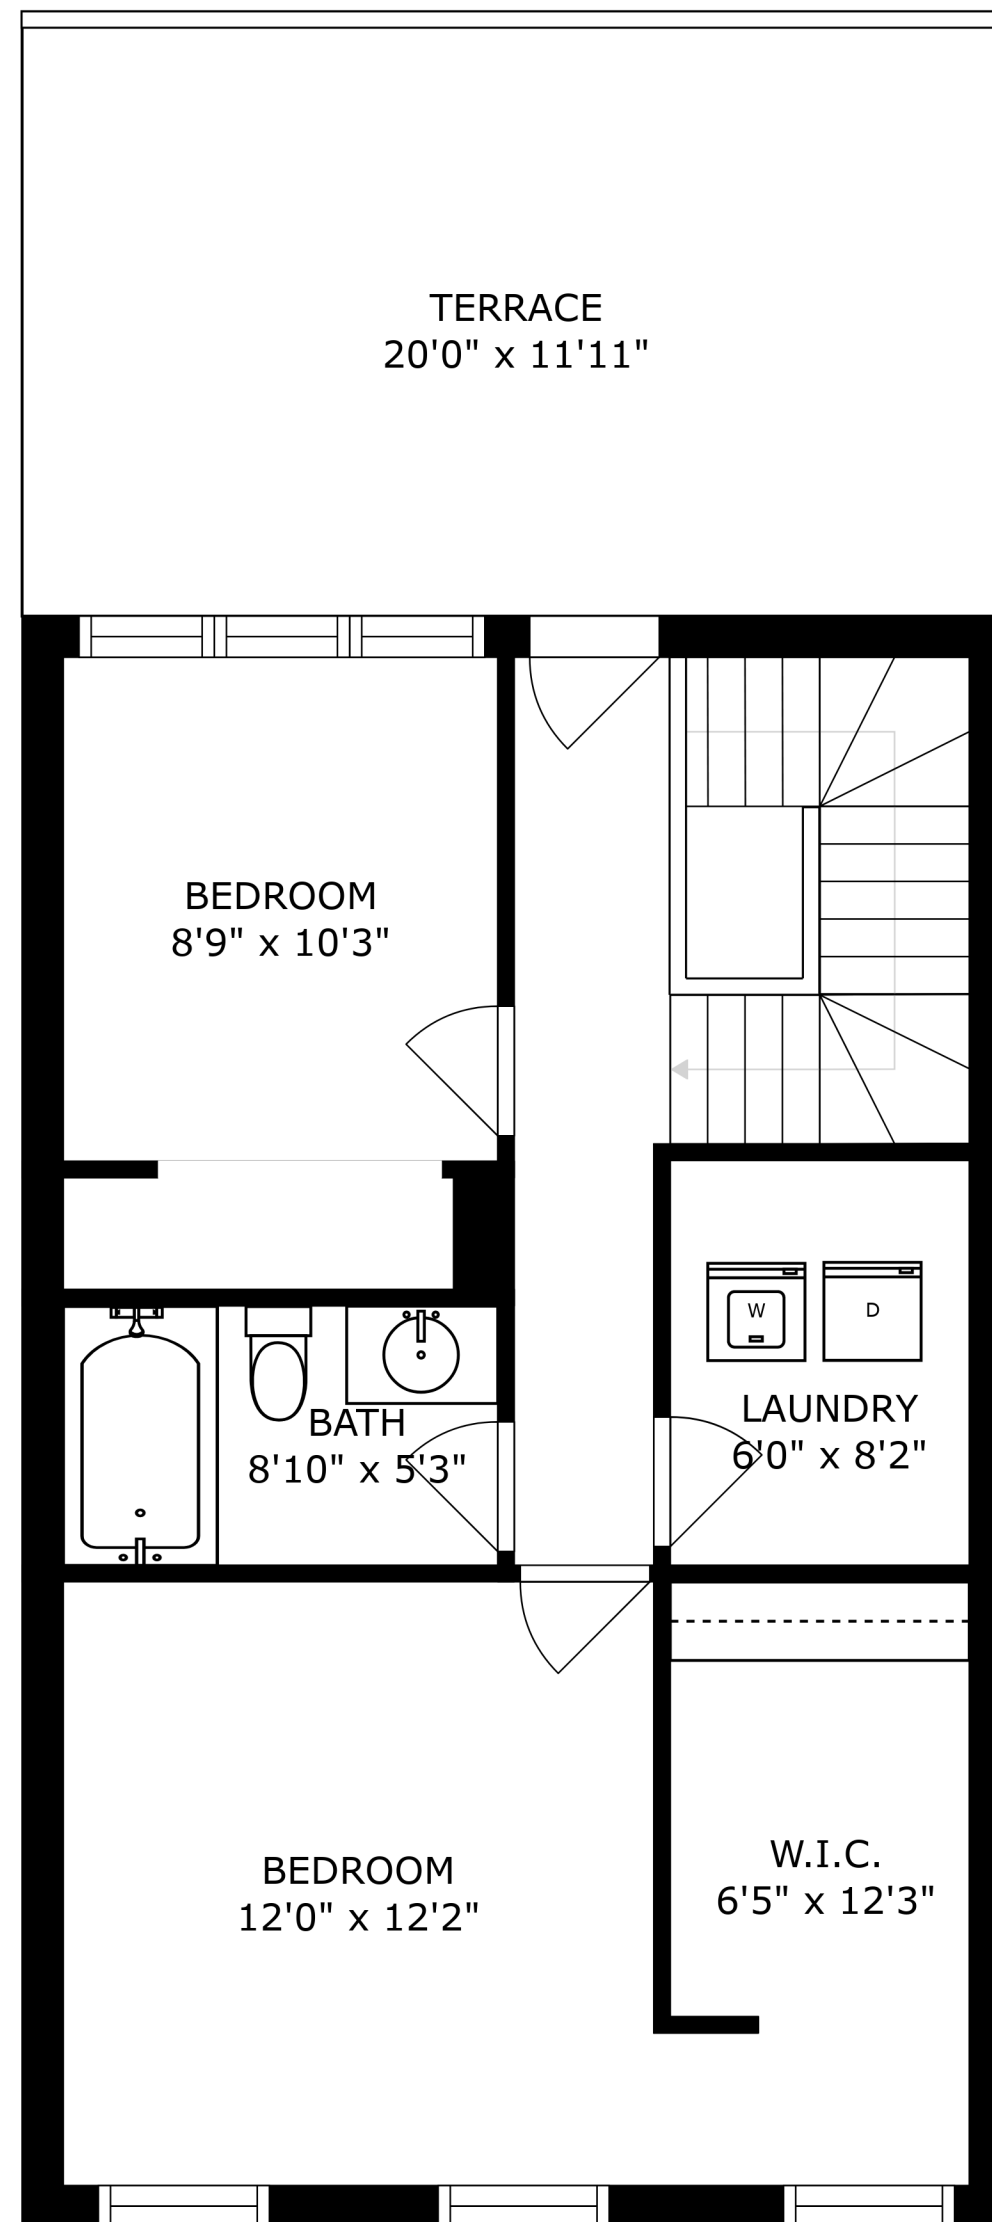 TERRACE
20'0" x 11'11"
BEDROOM
8'9" x 10'3"
W
D
LAUNDRY
6'0" x 8'2"
BATH
8'10" x 5'3"
W.I.C.
6'5" x 12'3"
BEDROOM
12'0" x 12'2"